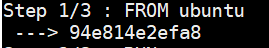 Step 1/3 : FROM ubuntu
---> 94e814e2efa8